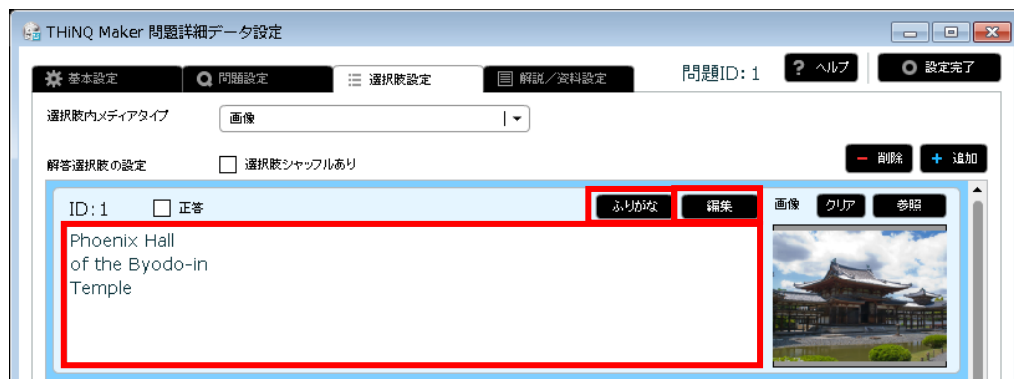 THiNQ Maker 問題詳細データ設定
基本設定
問題設定
選択肢設定
解説／資料設定
問題ID: 1
? ヘルプ
設定完了
選択肢内メディアタイプ
画像
解答選択肢の設定
選択肢シャッフルあり
削除
追加
ID: 1
正答
ふりがな
編集
画像
クリア
参照
Phoenix Hall
of the Byodo-in
Temple